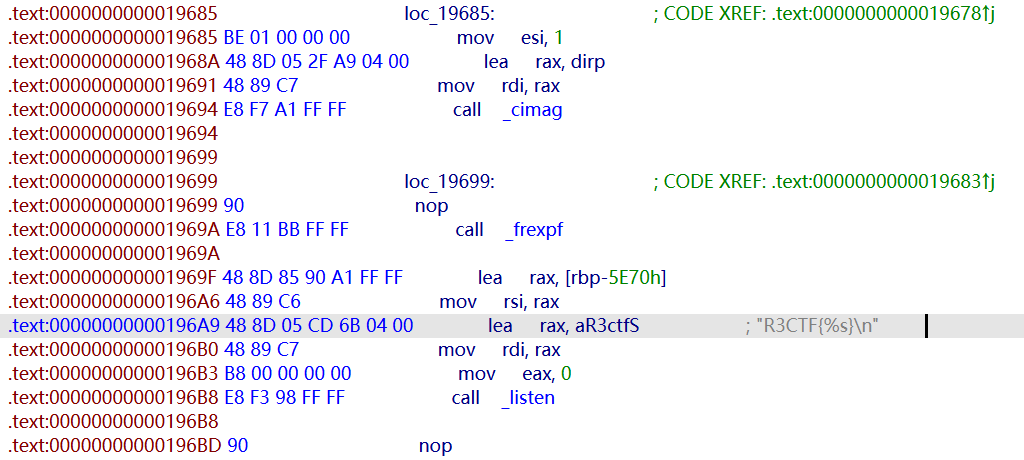 .text:0000000000019685 loc_19685: ; CODE XREF: .text:0000000000019678↑j
.text:0000000000019685 BE 01 00 00 00 mov esi, 1
.text:000000000001968A 48 8D 05 2F A9 04 00 lea rax, dirp
.text:0000000000019691 48 89 C7 mov rdi, rax
.text:0000000000019694 E8 F7 A1 FF FF call _cimag
.text:0000000000019694
.text:0000000000019699
.text:0000000000019699 loc_19699: ; CODE XREF: .text:0000000000019683↑j
.text:0000000000019699 90 nop
.text:000000000001969A E8 11 BB FF FF call _frexpf
.text:000000000001969A
.text:000000000001969F 48 8D 85 90 A1 FF FF lea rax, [rbp-5E70h]
.text:00000000000196A6 48 89 C6 mov rsi, rax
.text:00000000000196A9 48 8D 05 CD 6B 04 00 lea rax, aR3ctfS ; "R3CTF{%s}\n"
.text:00000000000196B0 48 89 C7 mov rdi, rax
.text:00000000000196B3 B8 00 00 00 00 mov eax, 0
.text:00000000000196B8 E8 F3 98 FF FF call _listen
.text:00000000000196B8
.text:00000000000196BD 90 nop